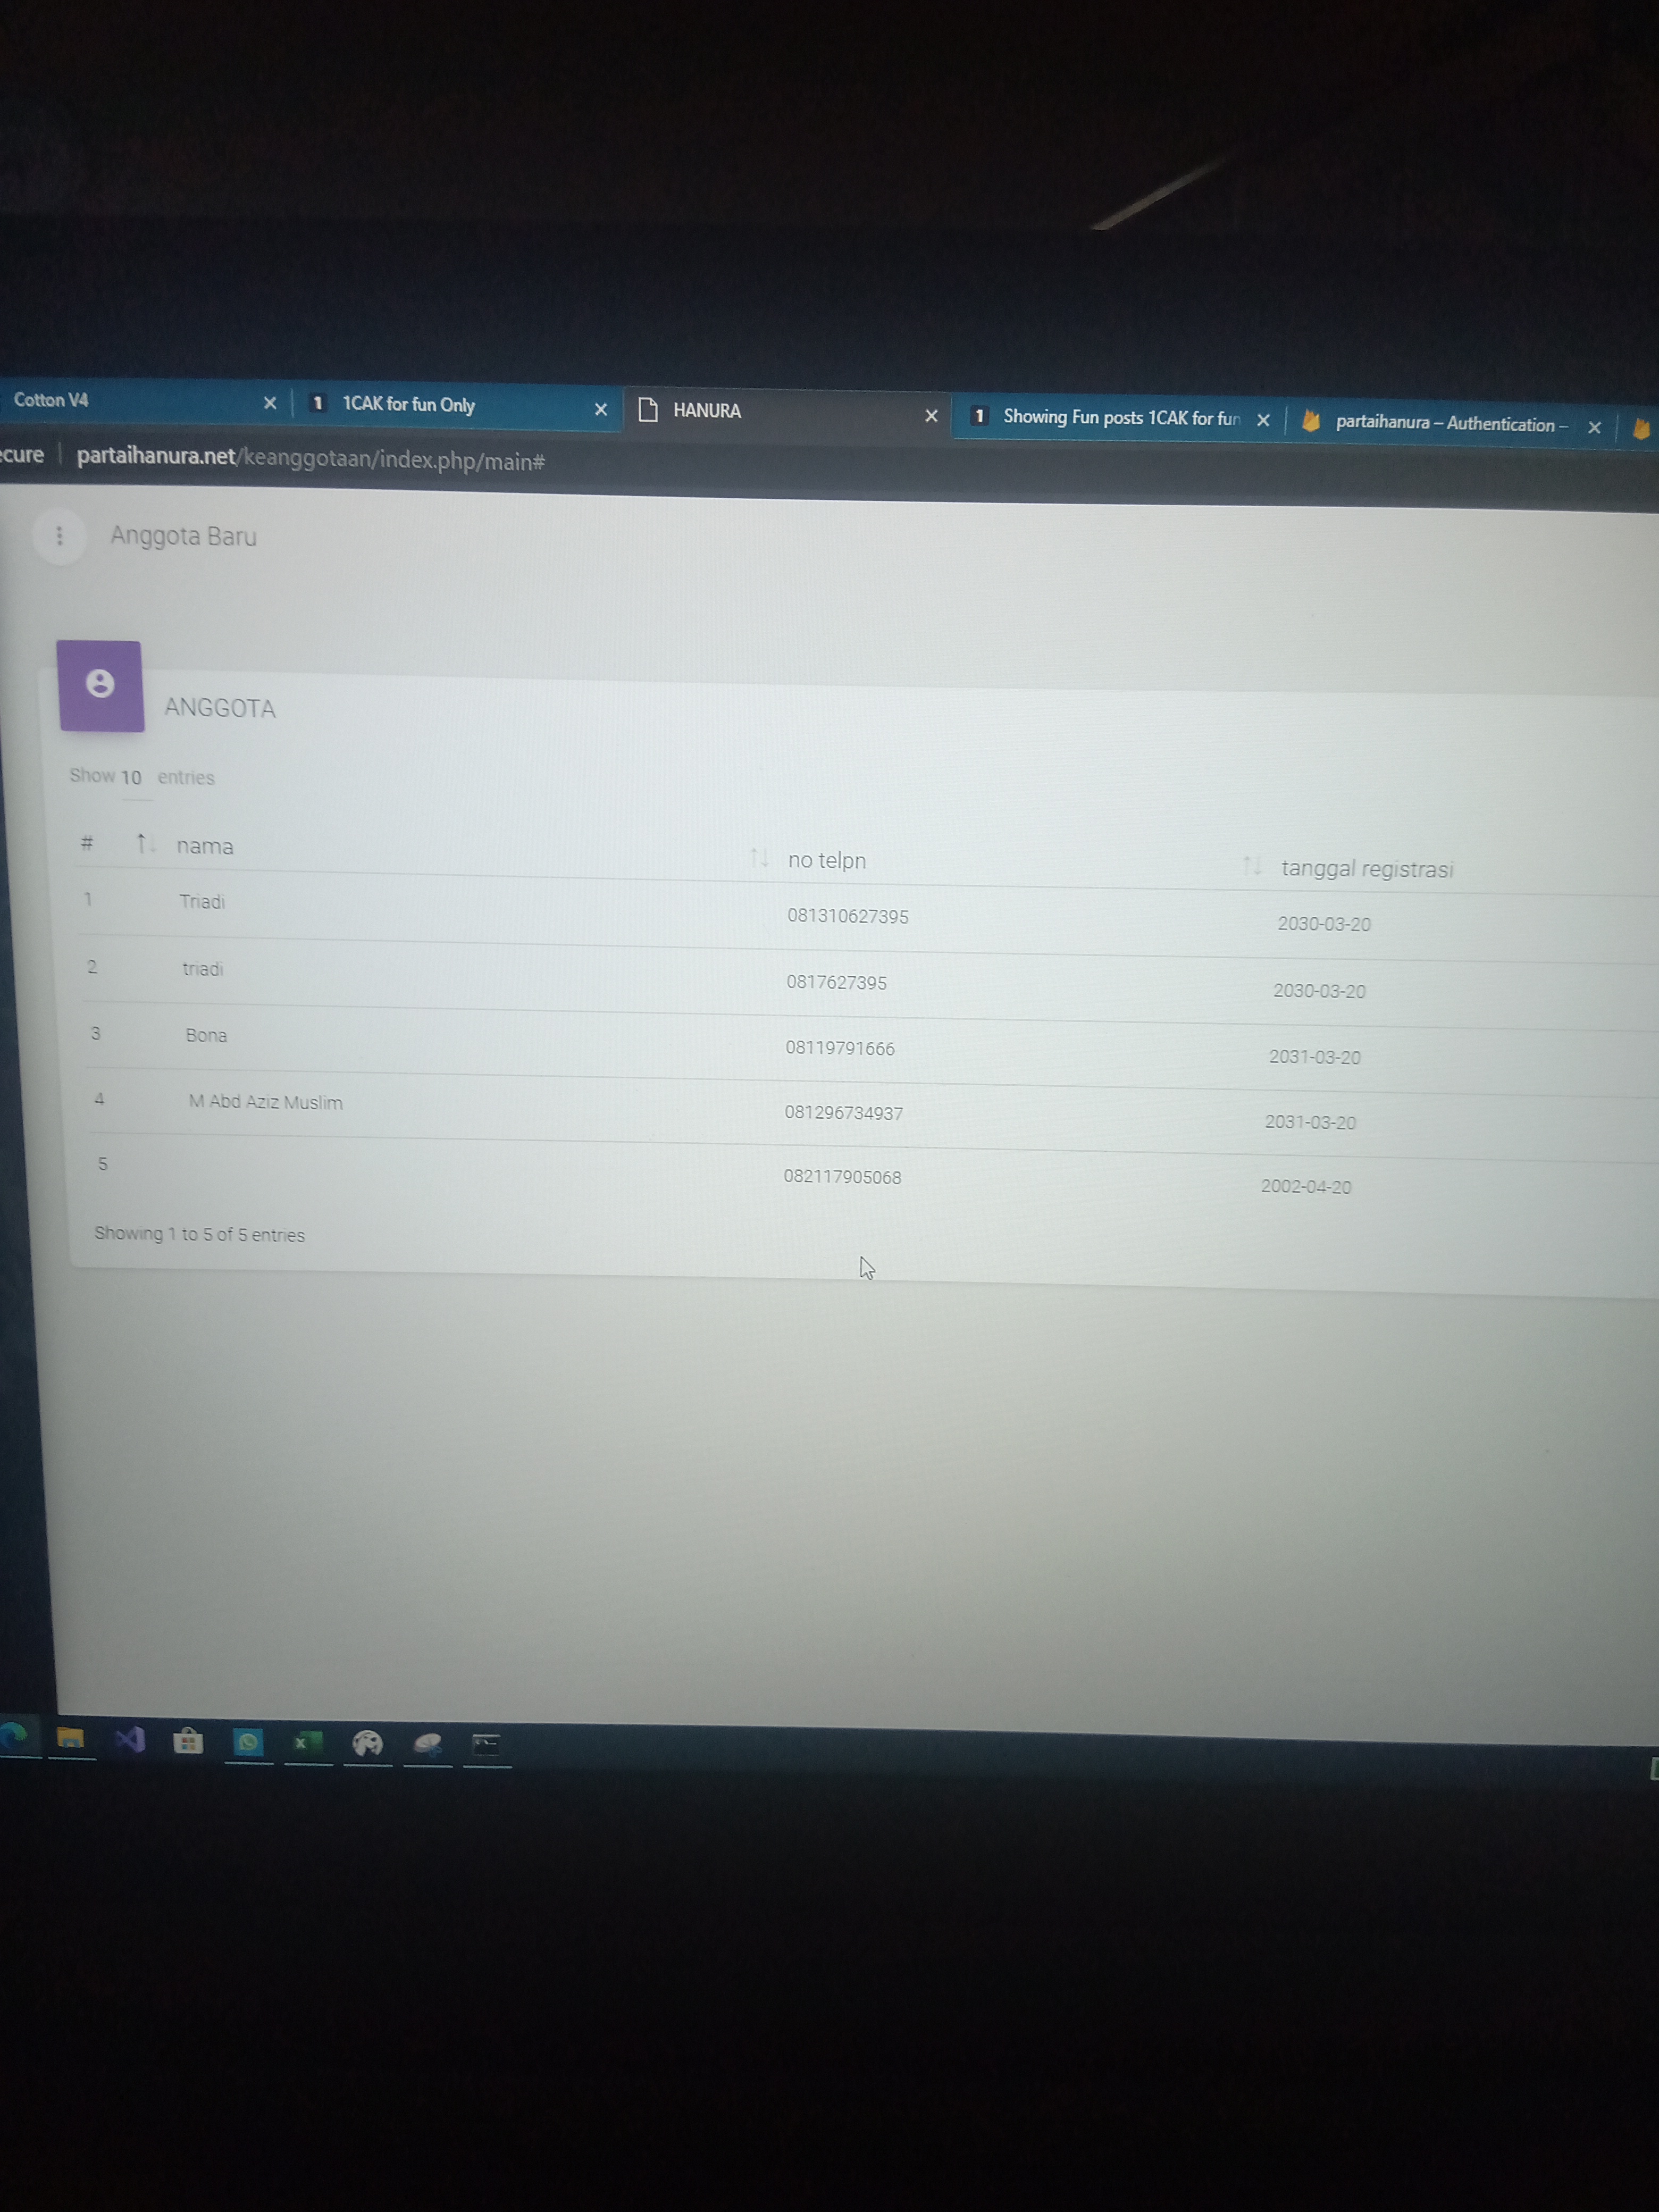 Cotton V4
1CAK for fun Only
HANURA
Showing Fun posts 1CAK for fun
partaihanura – Authentication –
partaihanura.net/keanggotaan/index.php/main#
Anggota Baru
ANGGOTA
Show 10 entries
# nama no telpn tanggal registrasi
1 Triadi 081310627395 2030-03-20
2 triadi 0817627395 2030-03-20
3 Bona 08119791666 2031-03-20
4 M Abd Aziz Muslim 081296734937 2031-03-20
5 082117905068 2002-04-20
Showing 1 to 5 of 5 entries